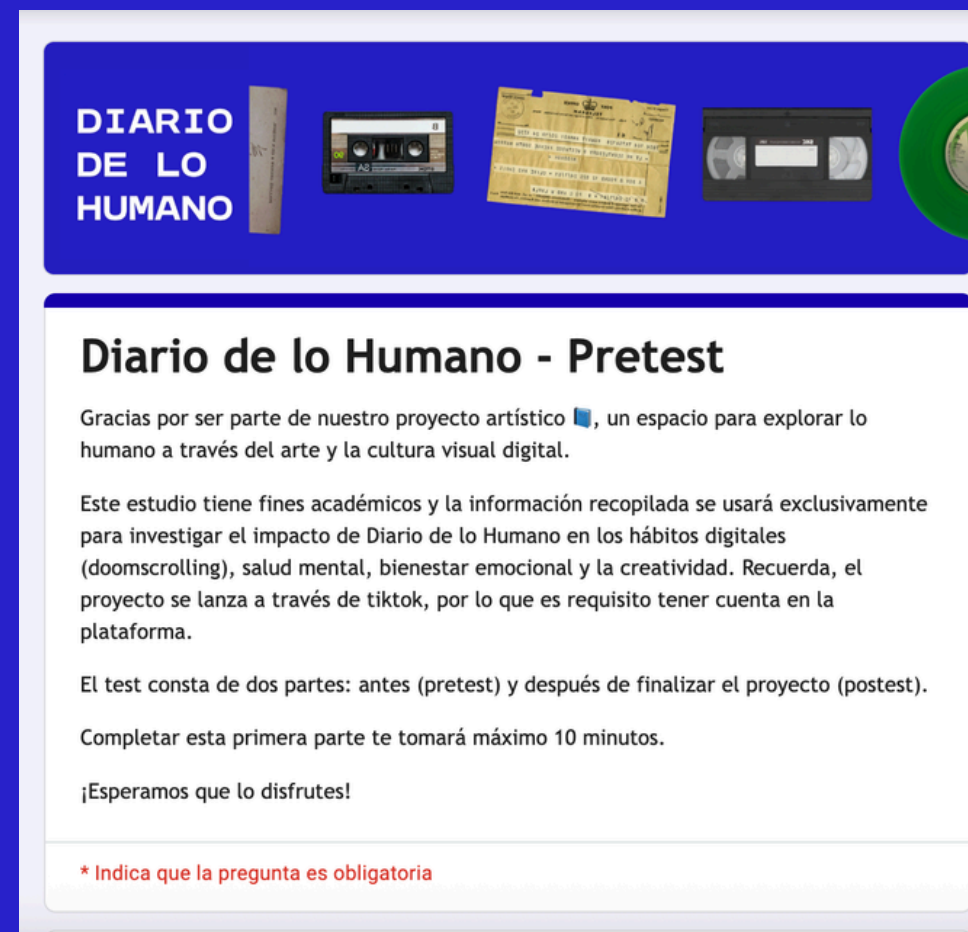 DIARIO
DE LO
HUMANO
Diario de lo Humano - Pretest
Gracias por ser parte de nuestro proyecto artístico 📘, un espacio para explorar lo
humano a través del arte y la cultura visual digital.
Este estudio tiene fines académicos y la información recopilada se usará exclusivamente
para investigar el impacto de Diario de lo Humano en los hábitos digitales
(doomscrolling), salud mental, bienestar emocional y la creatividad. Recuerda, el
proyecto se lanza a través de tiktok, por lo que es requisito tener cuenta en la
plataforma.
El test consta de dos partes: antes (pretest) y después de finalizar el proyecto (postest).
Completar esta primera parte te tomará máximo 10 minutos.
¡Esperamos que lo disfrutes!
* Indica que la pregunta es obligatoria